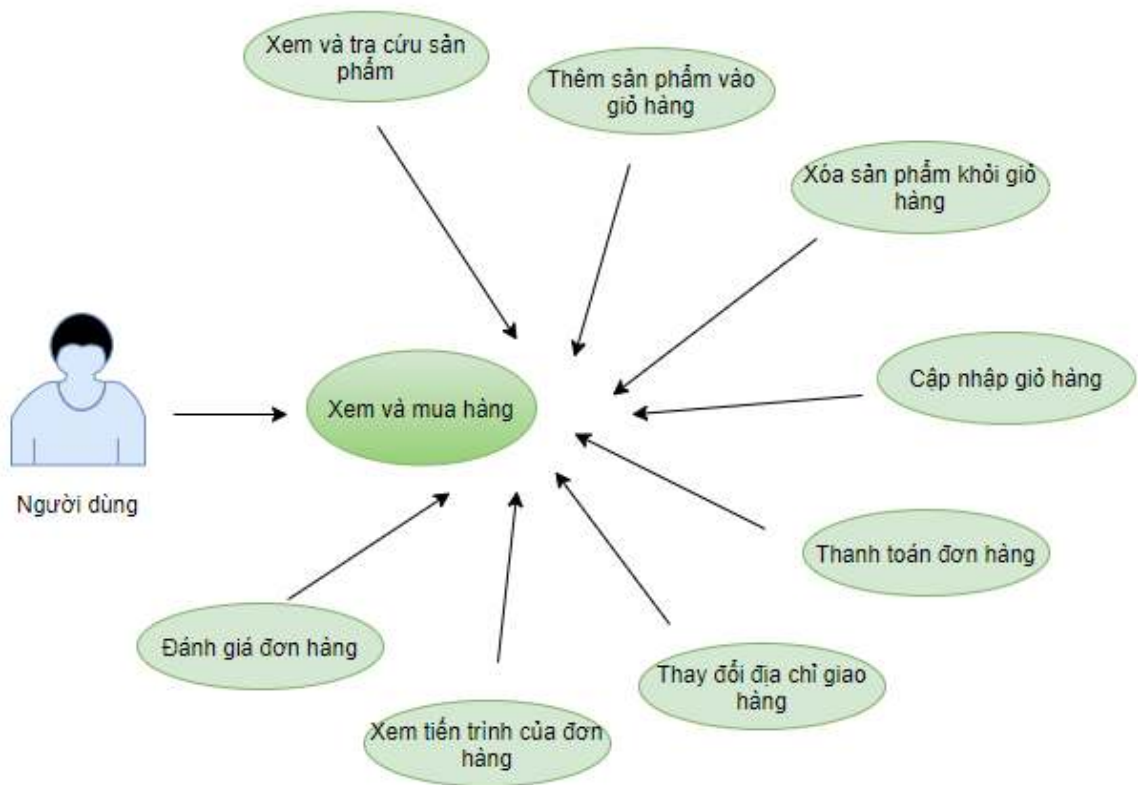 Xem và tra cứu sản
phẩm
Thêm sản phẩm vào
giỏ hàng
Xóa sản phẩm khỏi giỏ
hàng
Cập nhập giỏ hàng
Xem và mua hàng
Người dùng
Thanh toán đơn hàng
Đánh giá đơn hàng
Thay đổi địa chỉ giao
hàng
Xem tiến trình của đơn
hàng